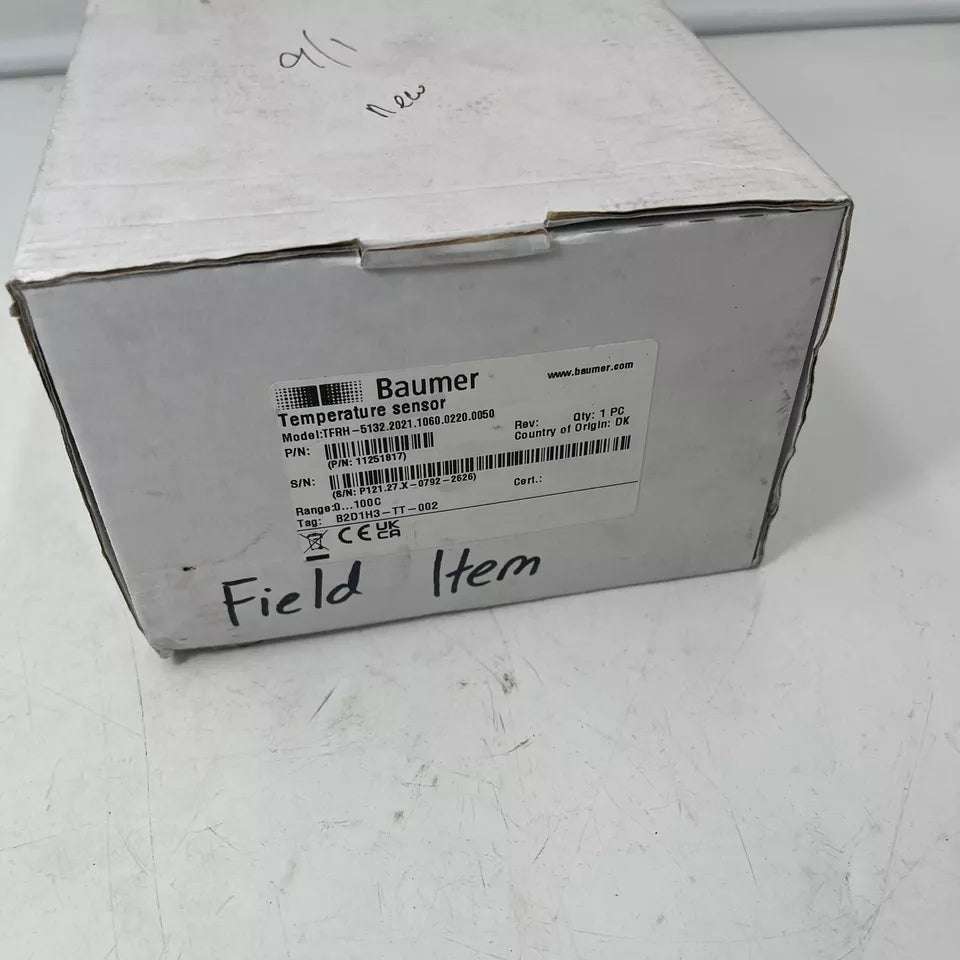 9/1
new
Baumer
www.baumer.com
Temperature sensor
Model:TFRH-5132.2021.1060.0220.0050
Rev: Qty: 1 PC
P/N:
Country of Origin: DK
(P/N: 11251817)
S/N:
(S/N: P121.27.X-0792-2626) Cert.:
Range:0...100C
Tag: B2D1H3-TT-002
CE UK CA
Field Item